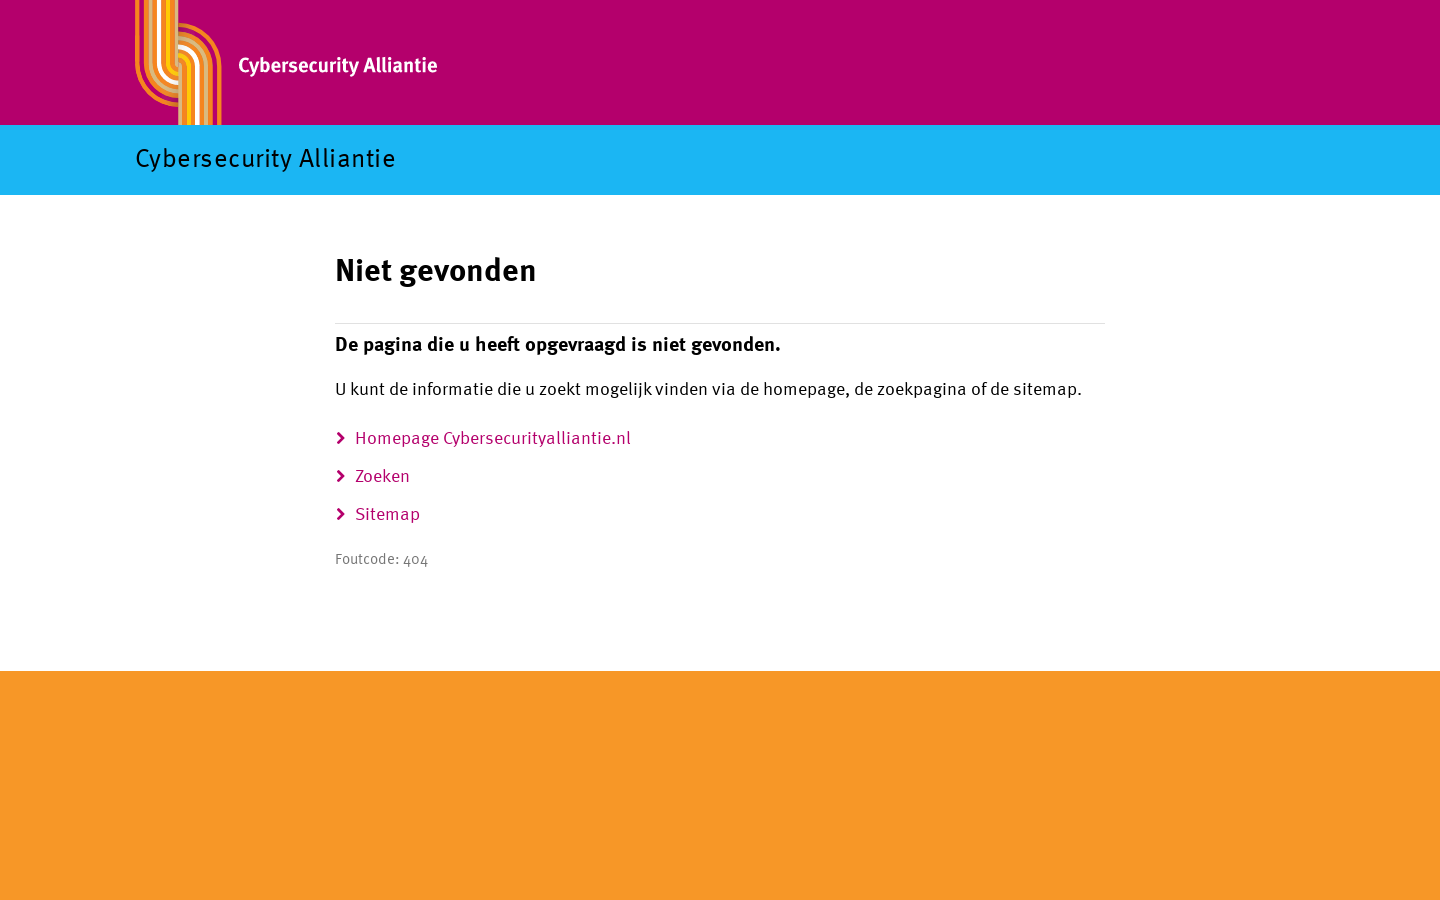 Cybersecurity Alliantie
Cybersecurity Alliantie
Niet gevonden
De pagina die u heeft opgevraagd is niet gevonden.
U kunt de informatie die u zoekt mogelijk vinden via de homepage, de zoekpagina of de sitemap.
Homepage Cybersecurityalliantie.nl
Zoeken
Sitemap
Foutcode: 404